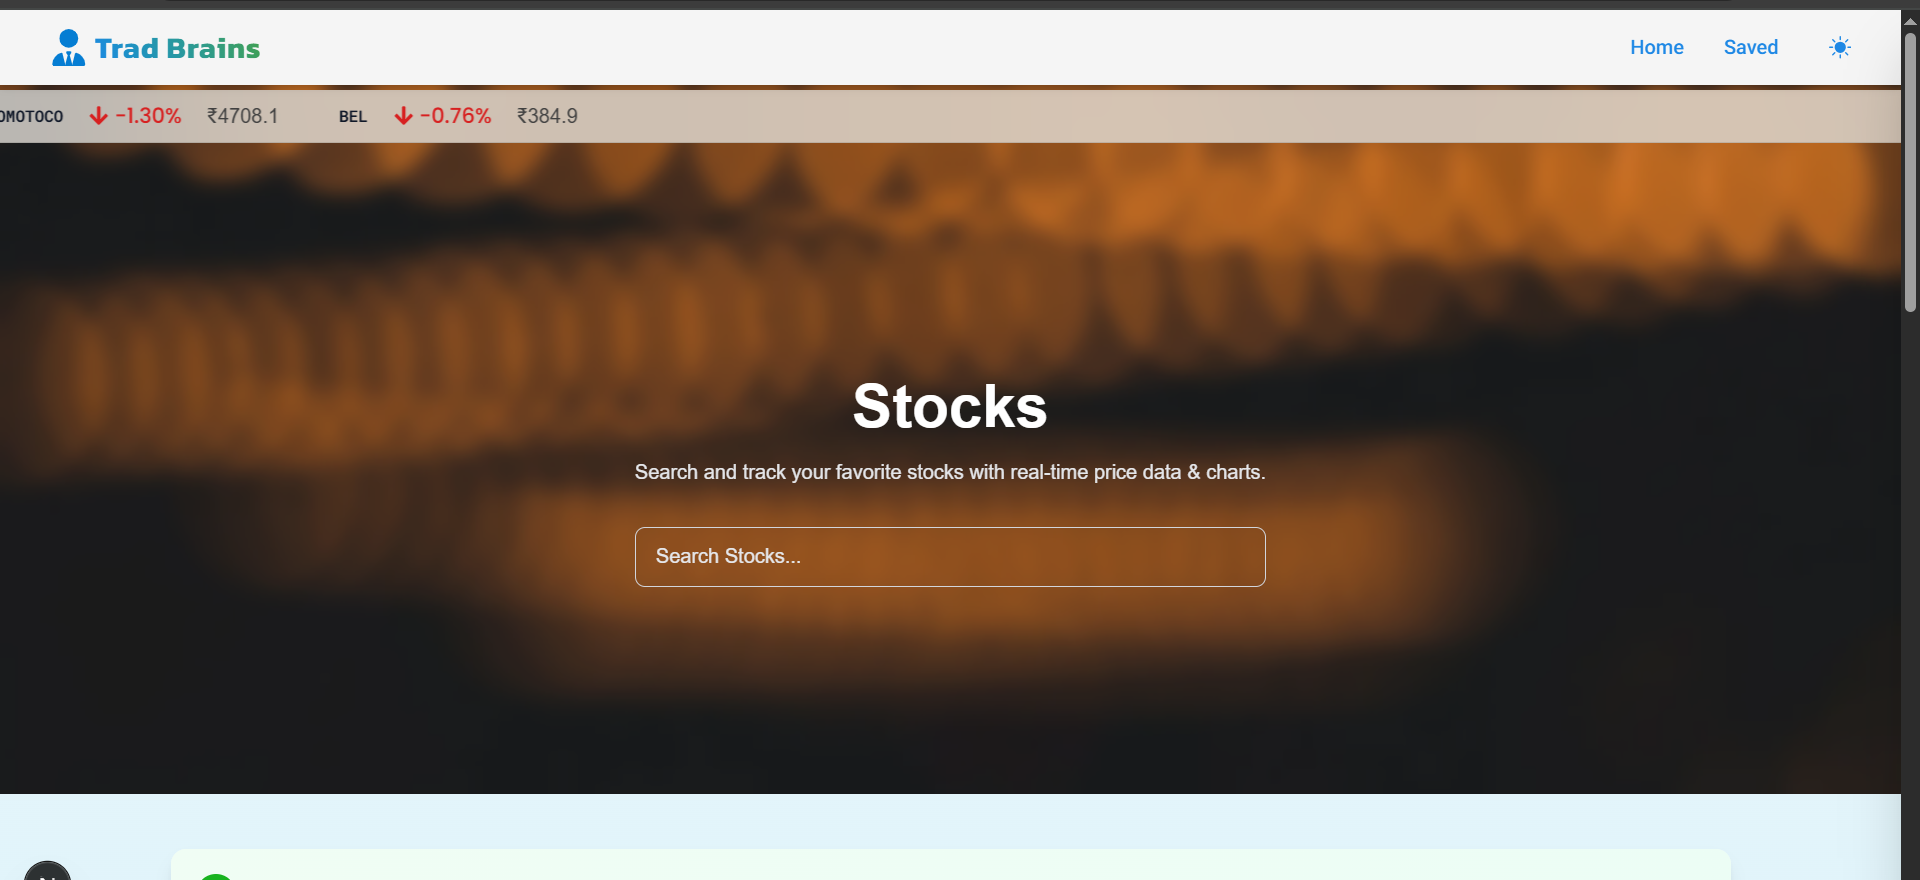 Trad Brains
Home Saved
OMOTOCO -1.30% ₹4708.1 BEL -0.76% ₹384.9
Stocks
Search and track your favorite stocks with real-time price data & charts.
Search Stocks...